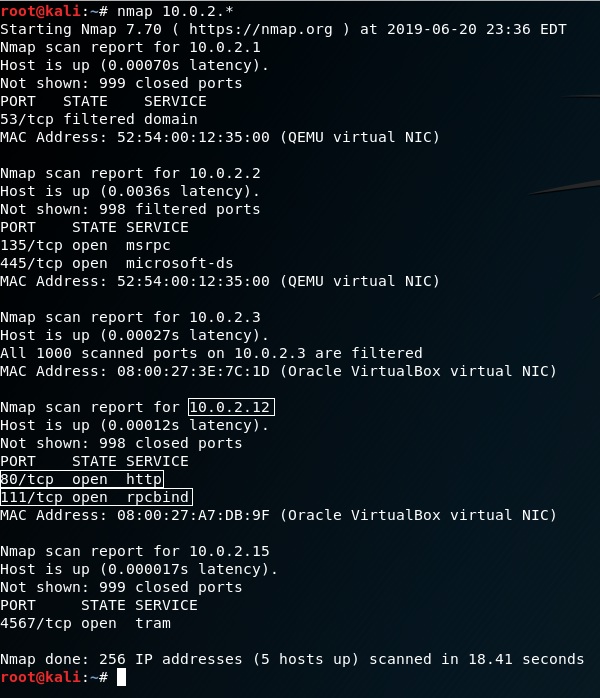 root@kali:~# nmap 10.0.2.*
Starting Nmap 7.70 ( https://nmap.org ) at 2019-06-20 23:36 EDT
Nmap scan report for 10.0.2.1
Host is up (0.00070s latency).
Not shown: 999 closed ports
PORT   STATE    SERVICE
53/tcp filtered domain
MAC Address: 52:54:00:12:35:00 (QEMU virtual NIC)

Nmap scan report for 10.0.2.2
Host is up (0.0036s latency).
Not shown: 998 filtered ports
PORT    STATE SERVICE
135/tcp open  msrpc
445/tcp open  microsoft-ds
MAC Address: 52:54:00:12:35:00 (QEMU virtual NIC)

Nmap scan report for 10.0.2.3
Host is up (0.00027s latency).
All 1000 scanned ports on 10.0.2.3 are filtered
MAC Address: 08:00:27:3E:7C:1D (Oracle VirtualBox virtual NIC)

Nmap scan report for 10.0.2.12
Host is up (0.00012s latency).
Not shown: 998 closed ports
PORT    STATE SERVICE
80/tcp  open  http
111/tcp open  rpcbind
MAC Address: 08:00:27:A7:DB:9F (Oracle VirtualBox virtual NIC)

Nmap scan report for 10.0.2.15
Host is up (0.000017s latency).
Not shown: 999 closed ports
PORT     STATE SERVICE
4567/tcp open  tram

Nmap done: 256 IP addresses (5 hosts up) scanned in 18.41 seconds
root@kali:~#